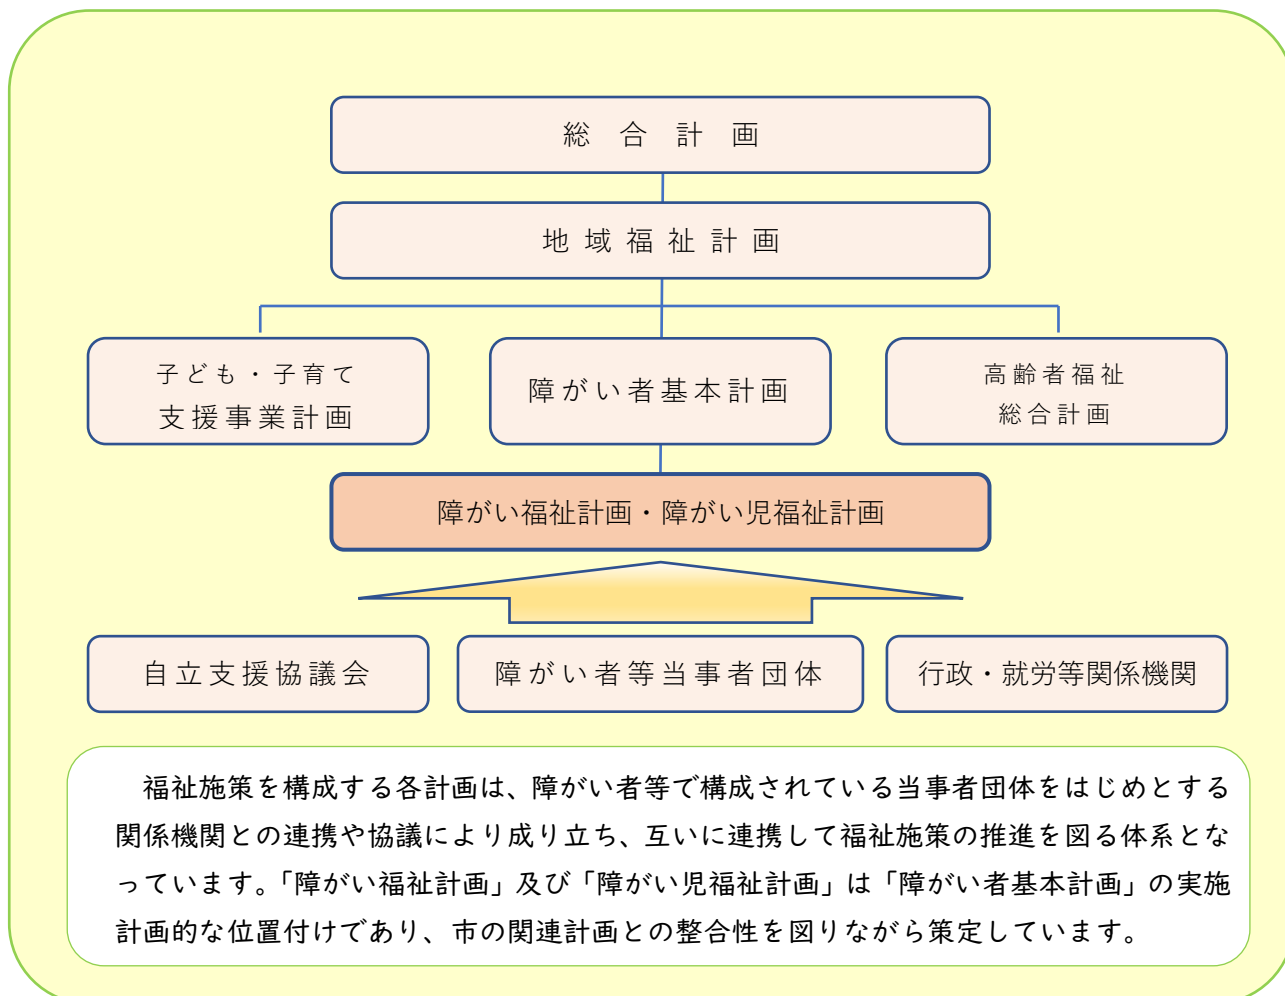 総合計画
地域福祉計画
子ども・子育て
支援事業計画
障がい者基本計画
高齢者福祉
総合計画
障がい福祉計画・障がい児福祉計画
自立支援協議会
障がい者等当事者団体
行政・就労等関係機関
福祉施策を構成する各計画は、障がい者等で構成されている当事者団体をはじめとする
関係機関との連携や協議により成り立ち、互いに連携して福祉施策の推進を図る体系とな
っています。「障がい福祉計画」及び「障がい児福祉計画」は「障がい者基本計画」の実施
計画的な位置付けであり、市の関連計画との整合性を図りながら策定しています。